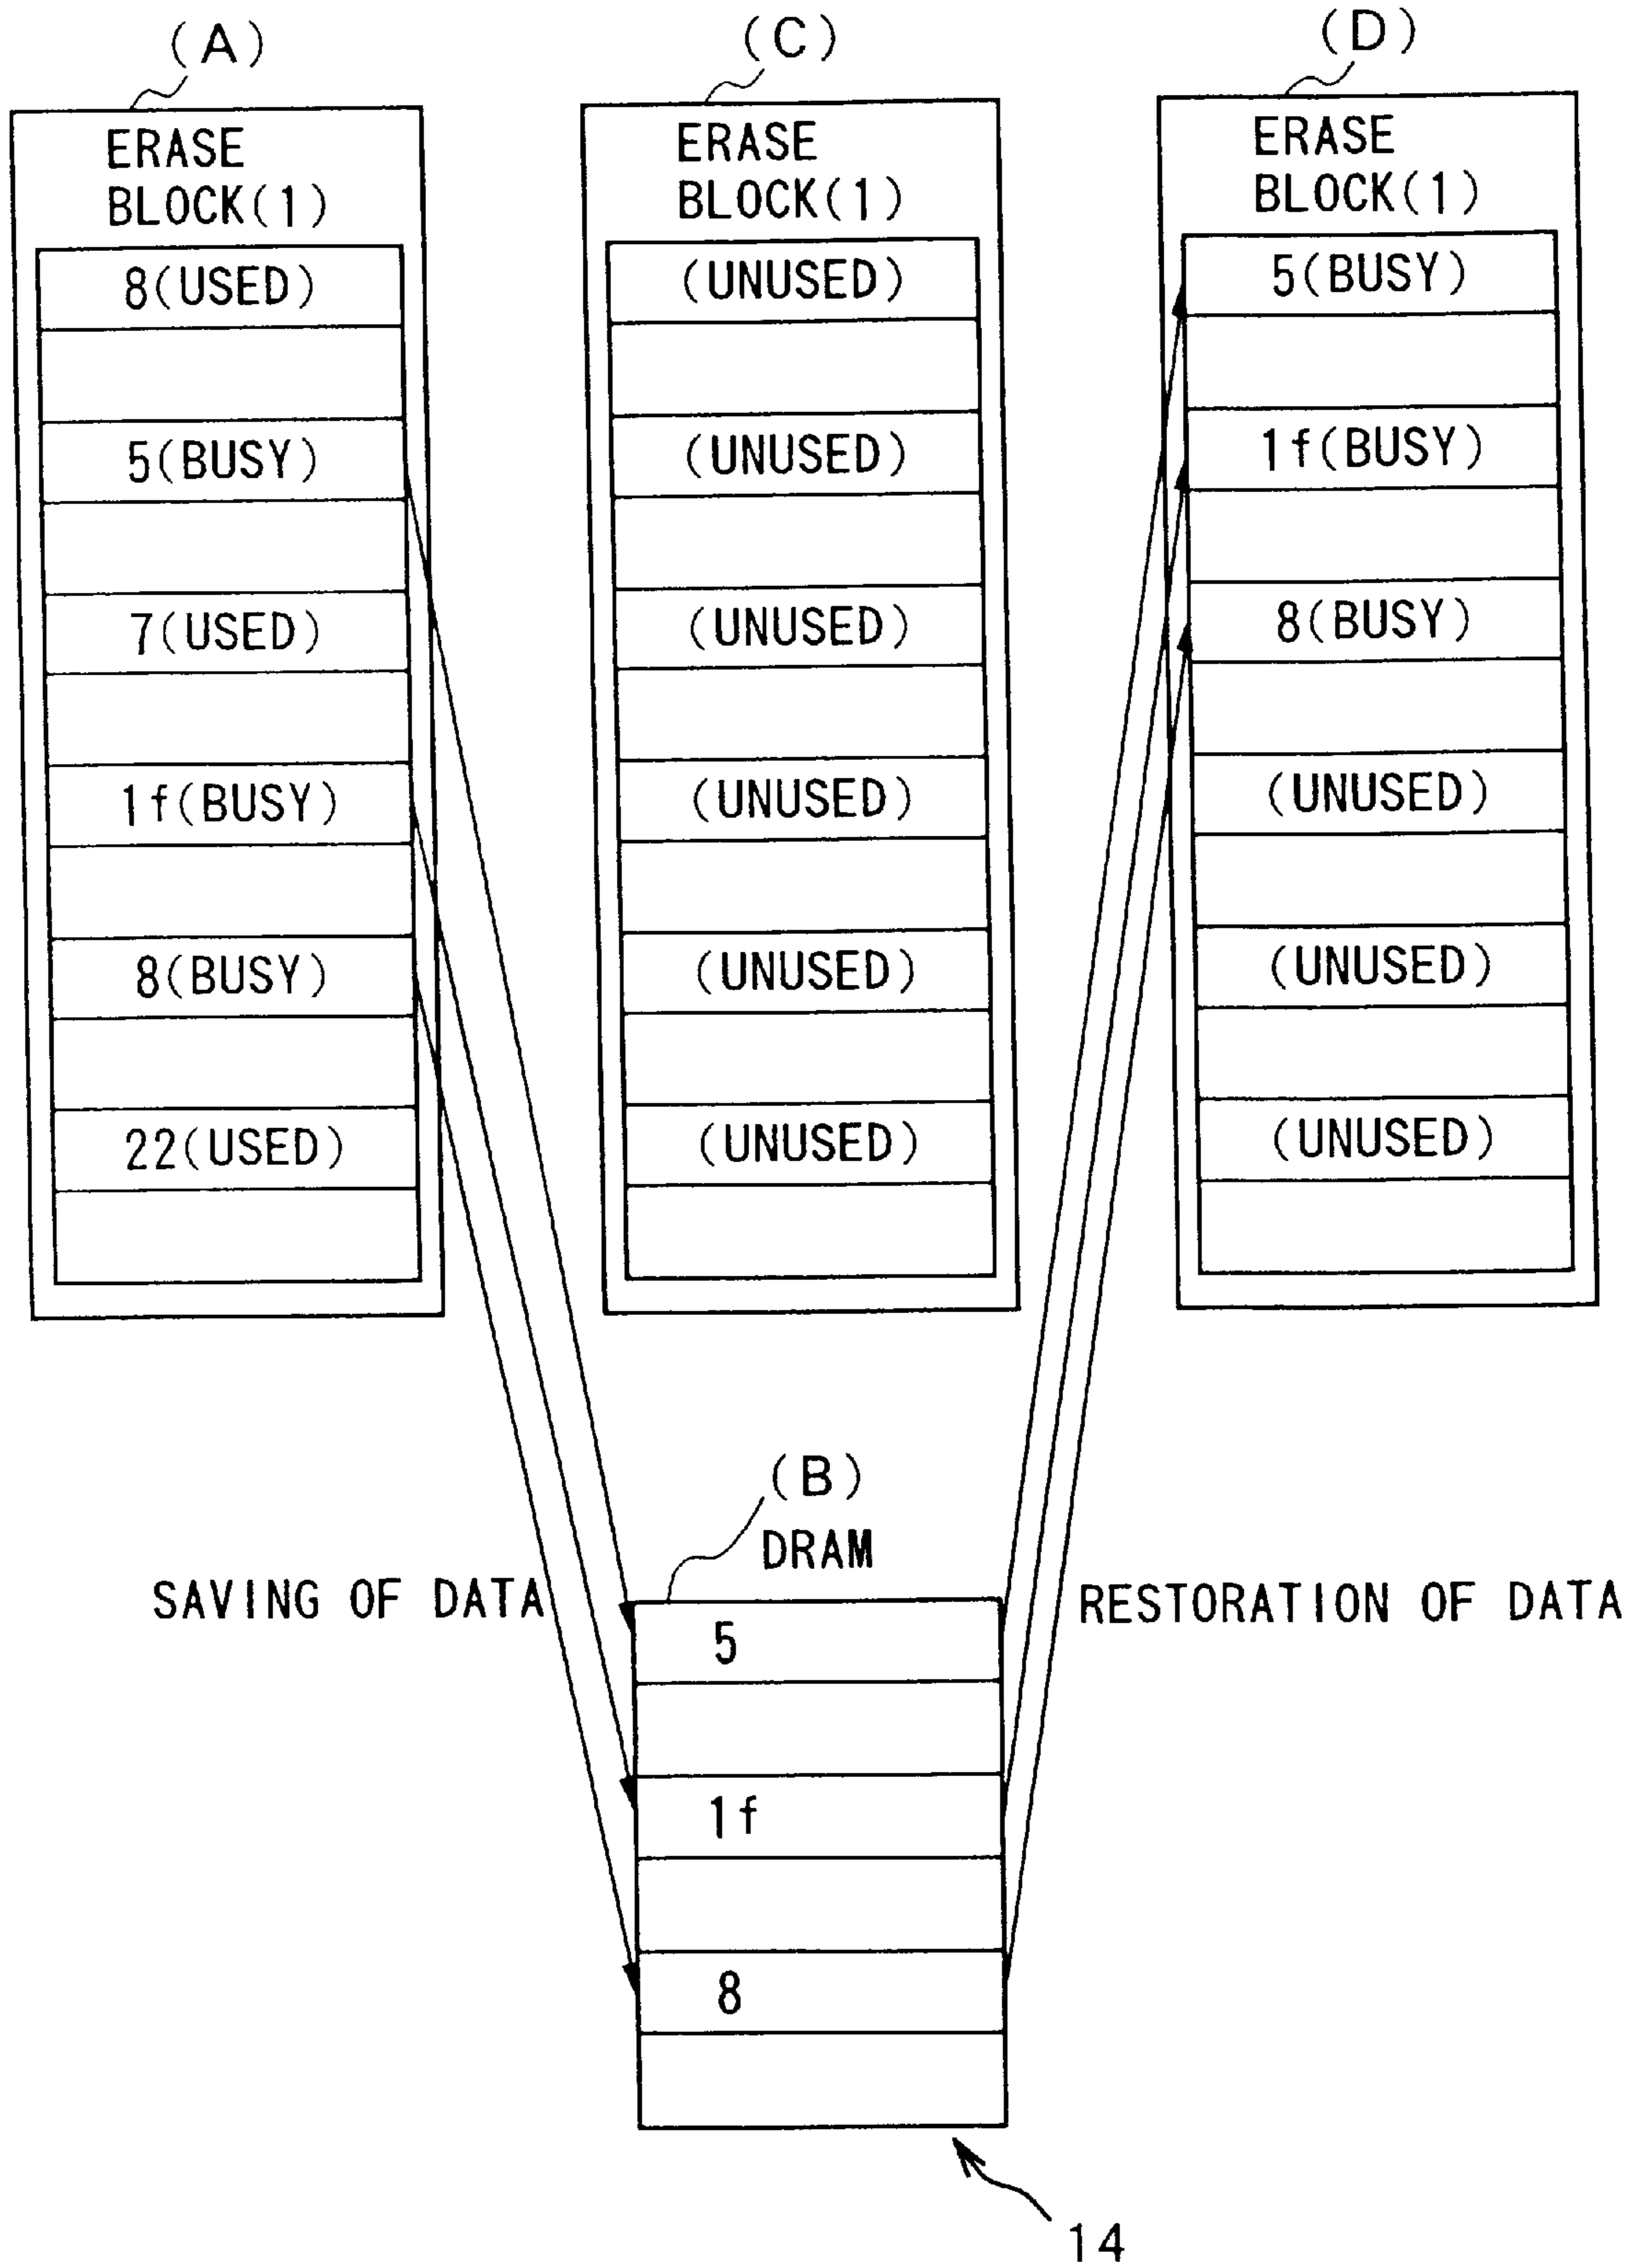 (A)
ERASE
BLOCK(1)
8(USED)
5(BUSY)
7(USED)
1f(BUSY)
8(BUSY)
22(USED)
(C)
ERASE
BLOCK(1)
(UNUSED)
(UNUSED)
(UNUSED)
(UNUSED)
(UNUSED)
(UNUSED)
(D)
ERASE
BLOCK(1)
5(BUSY)
1f(BUSY)
8(BUSY)
(UNUSED)
(UNUSED)
(UNUSED)
(B)
DRAM
SAVING OF DATA
RESTORATION OF DATA
5
1f
8
14